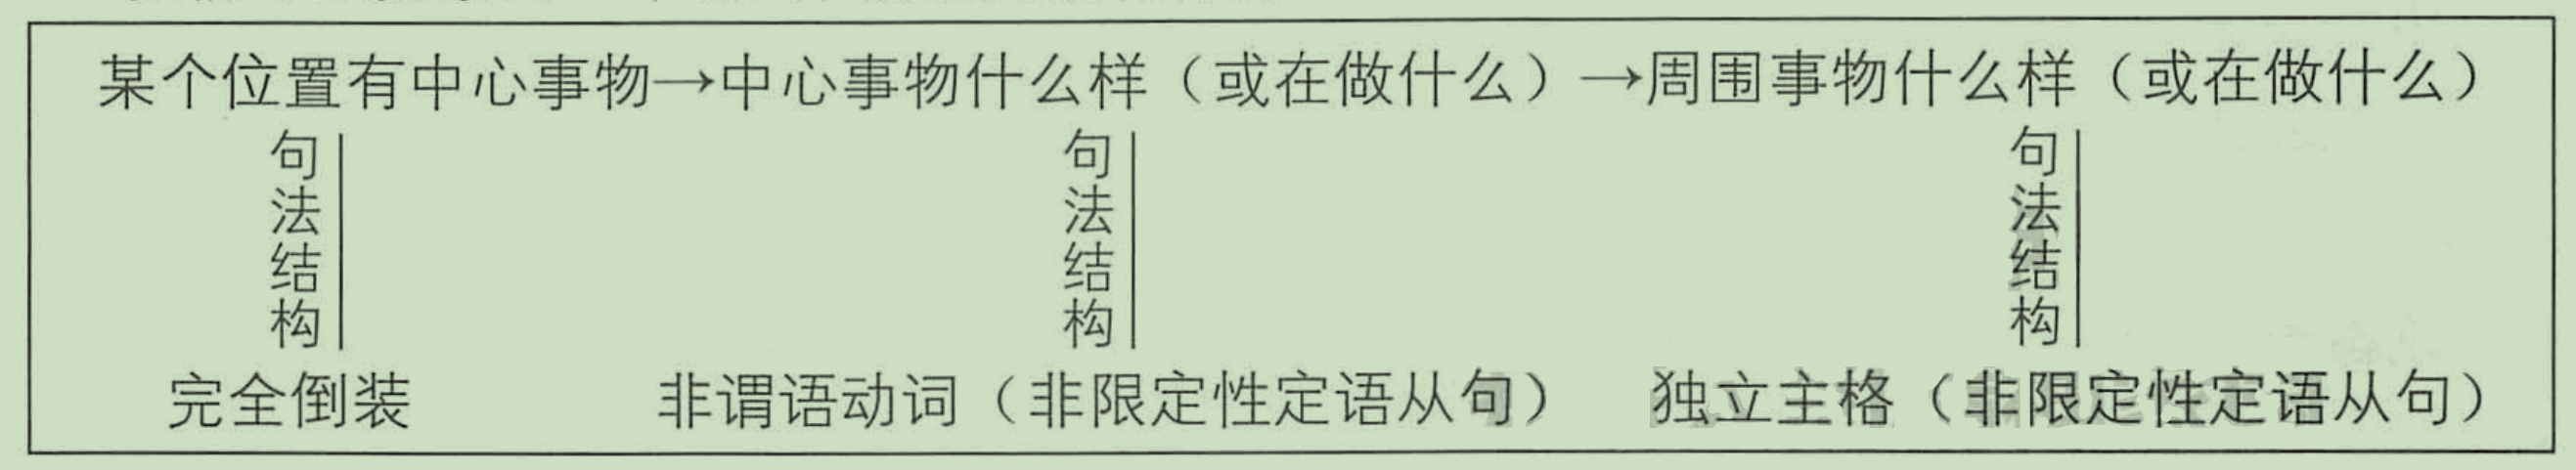 某个位置有中心事物→中心事物什么样（或在做什么）→周围事物什么样（或在做什么）
句法结构 句法结构 句法结构
完全倒装 非谓语动词（非限定性定语从句） 独立主格（非限定性定语从句）